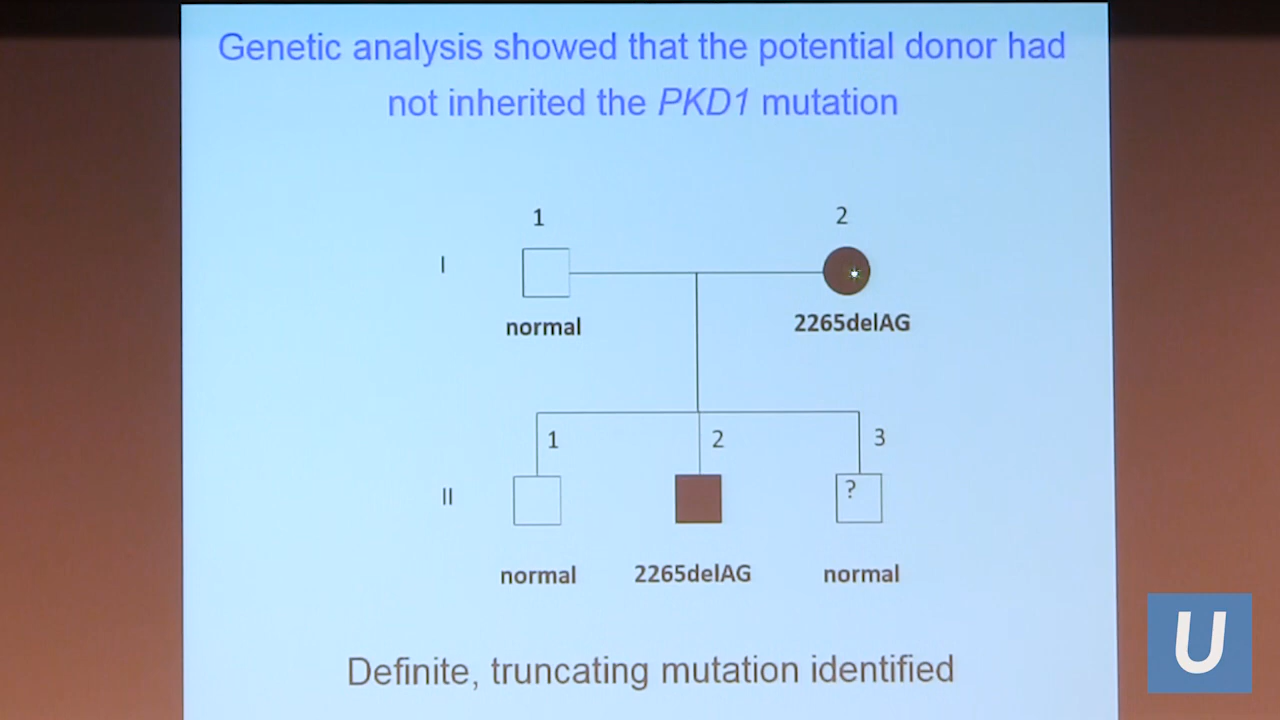 Genetic analysis showed that the potential donor had
not inherited the PKD1 mutation
1 2
I
normal 2265delAG
1 2 3
II ?
normal 2265delAG normal
Definite, truncating mutation identified
U